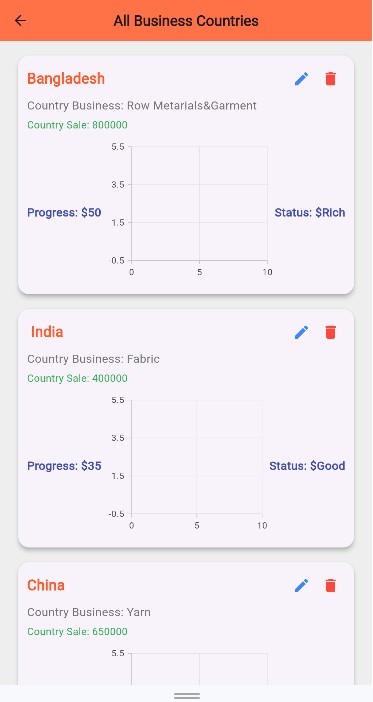 All Business Countries
Bangladesh
Country Business: Row Metarials&Garment
Country Sale: 800000
5.5
3.5
Progress: $50
Status: $Rich
1.5
-0.5
0 5 10
India
Country Business: Fabric
Country Sale: 400000
5.5
3.5
Progress: $35
Status: $Good
1.5
-0.5
0 5 10
China
Country Business: Yarn
Country Sale: 650000
5.5